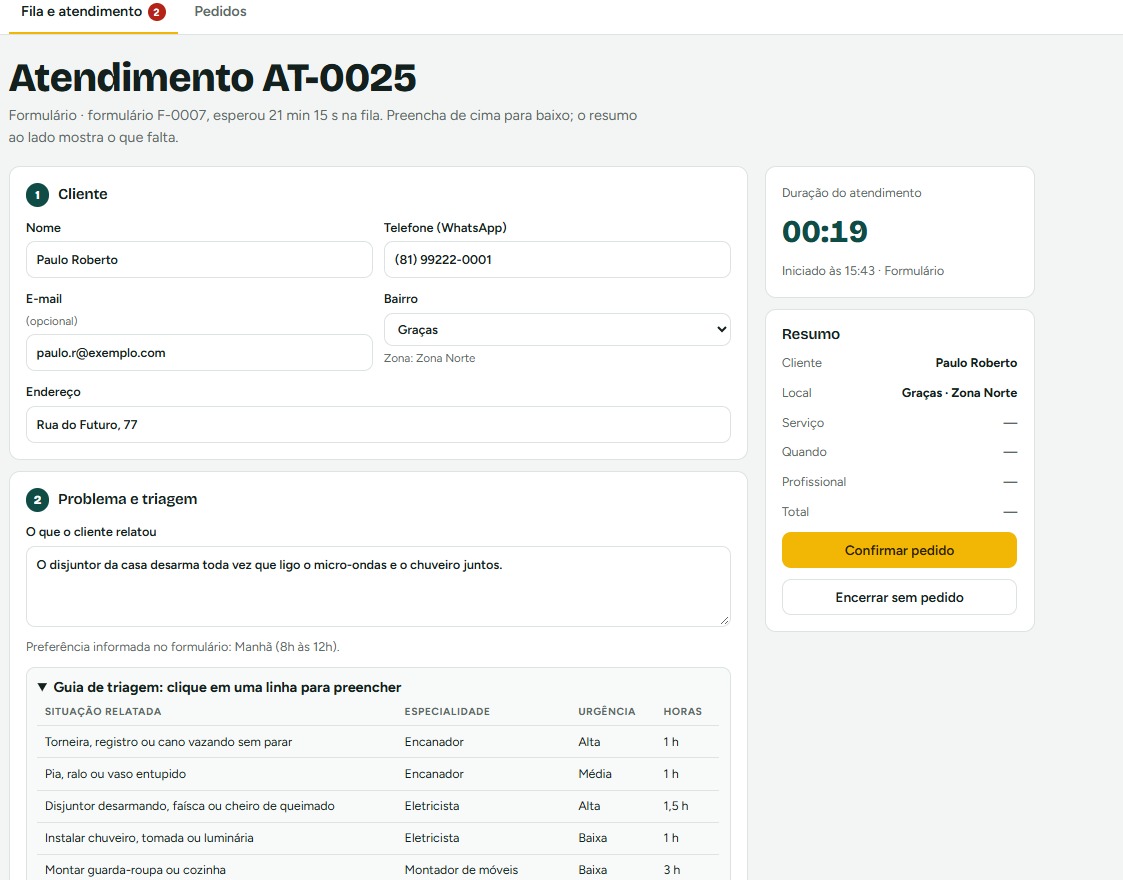 Fila e atendimento 2 Pedidos
Atendimento AT-0025
Formulário · formulário F-0007, esperou 21 min 15 s na fila. Preencha de cima para baixo; o resumo
ao lado mostra o que falta.
1 Cliente
Nome
Paulo Roberto
Telefone (WhatsApp)
(81) 99222-0001
E-mail
(opcional)
paulo.r@exemplo.com
Bairro
Graças
Zona: Zona Norte
Endereço
Rua do Futuro, 77
2 Problema e triagem
O que o cliente relatou
O disjuntor da casa desarma toda vez que ligo o micro-ondas e o chuveiro juntos.
Preferência informada no formulário: Manhã (8h às 12h).
▼ Guia de triagem: clique em uma linha para preencher
SITUAÇÃO RELATADA ESPECIALIDADE URGÊNCIA HORAS
Torneira, registro ou cano vazando sem parar Encanador Alta 1 h
Pia, ralo ou vaso entupido Encanador Média 1 h
Disjuntor desarmando, faísca ou cheiro de queimado Eletricista Alta 1,5 h
Instalar chuveiro, tomada ou luminária Eletricista Baixa 1 h
Montar guarda-roupa ou cozinha Montador de móveis Baixa 3 h
Duração do atendimento
00:19
Iniciado às 15:43 · Formulário
Resumo
Cliente Paulo Roberto
Local Graças · Zona Norte
Serviço —
Quando —
Profissional —
Total —
Confirmar pedido
Encerrar sem pedido